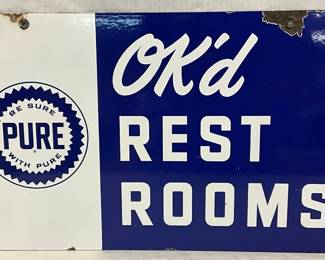 BE SURE
PURE
WITH PURE
OK'd
REST
ROOMS